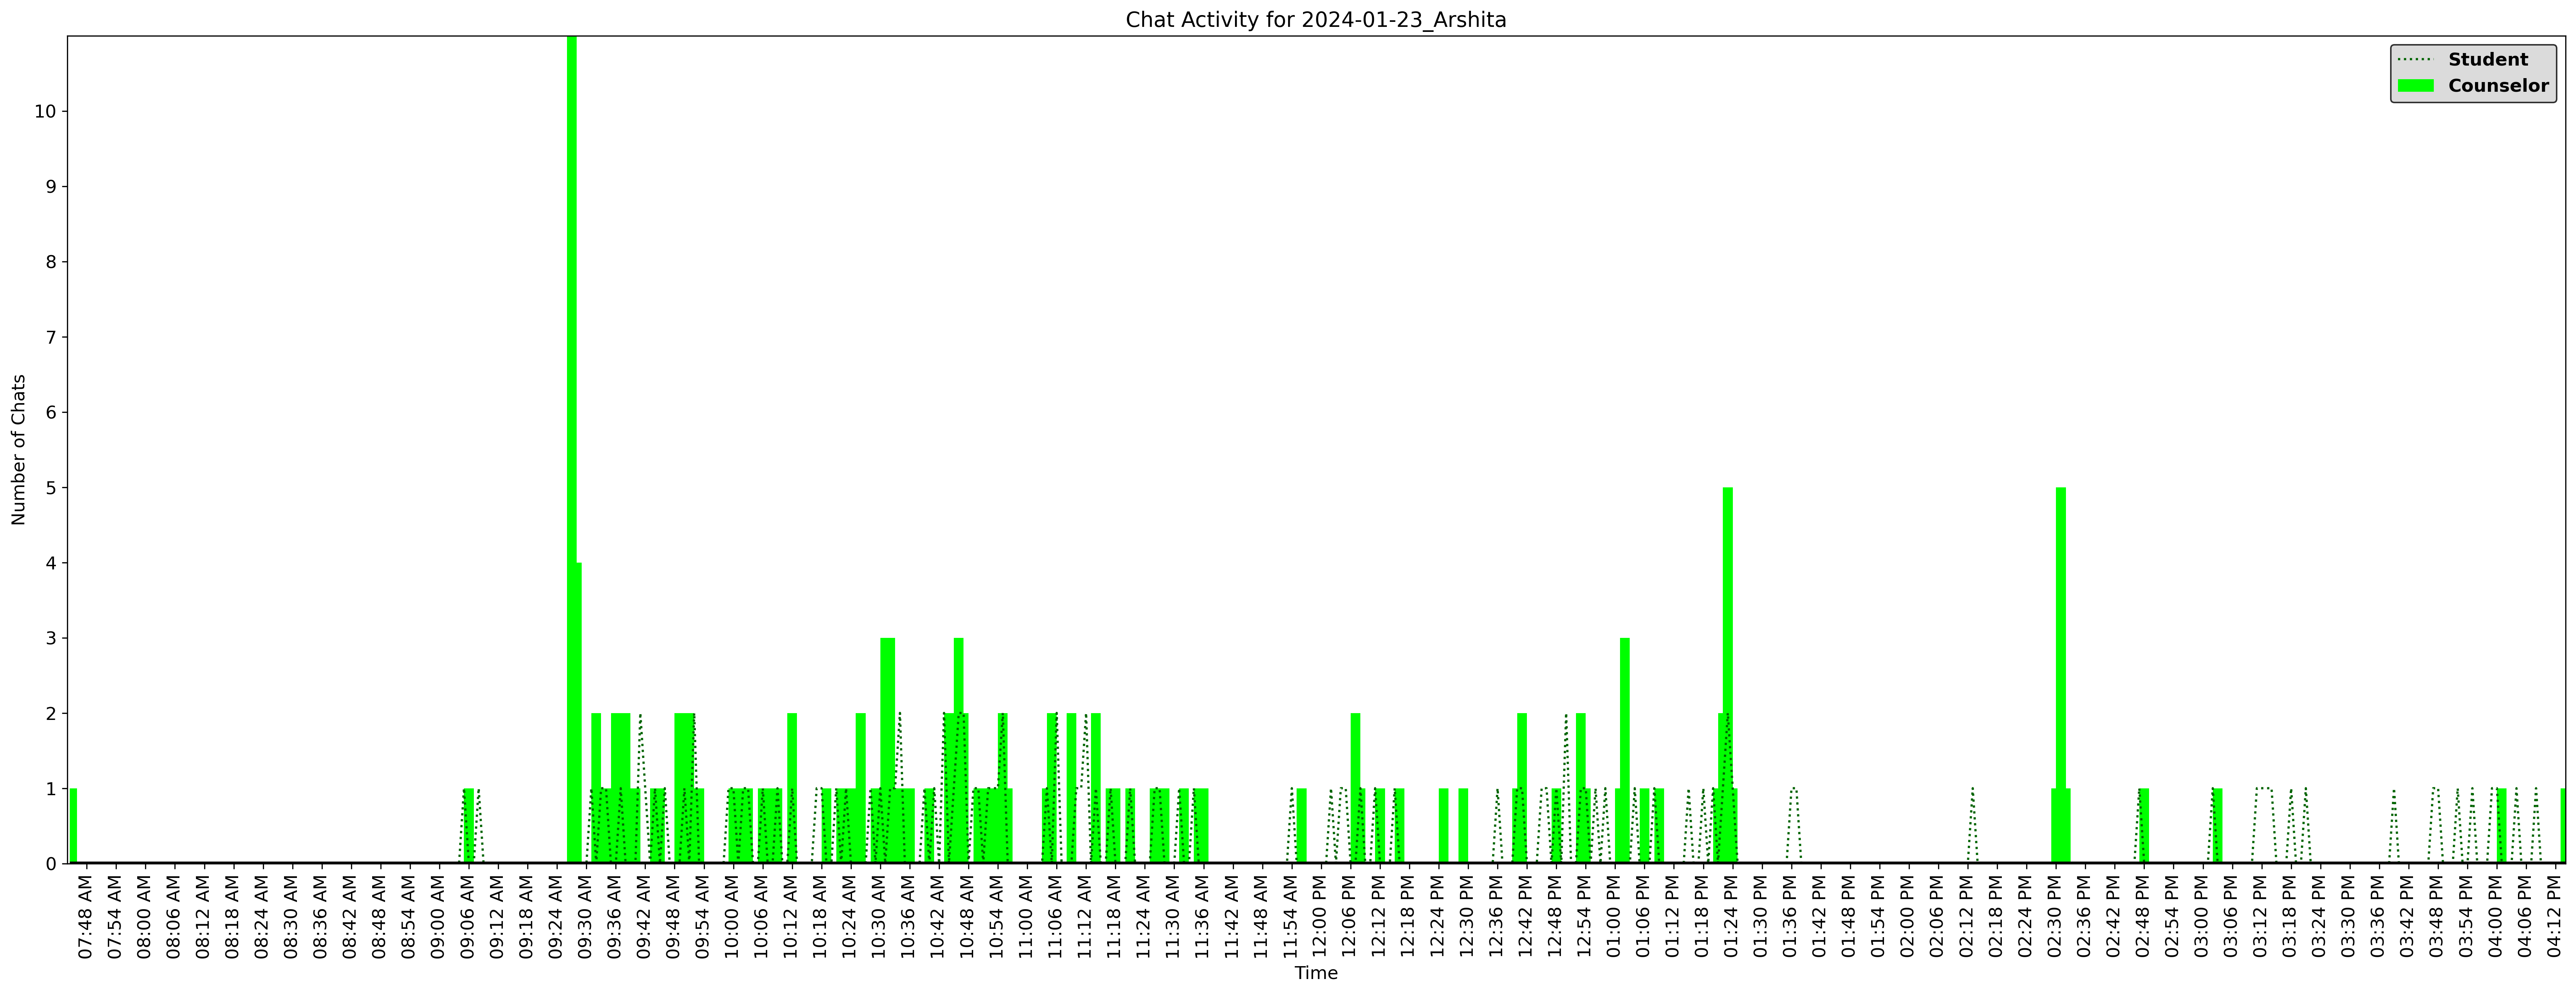 Chat Activity for 2024-01-23_Arshita
Student
Counselor
Number of Chats
10
9
8
7
6
5
4
3
2
1
0
07:48 AM
07:54 AM
08:00 AM
08:06 AM
08:12 AM
08:18 AM
08:24 AM
08:30 AM
08:36 AM
08:42 AM
08:48 AM
08:54 AM
09:00 AM
09:06 AM
09:12 AM
09:18 AM
09:24 AM
09:30 AM
09:36 AM
09:42 AM
09:48 AM
09:54 AM
10:00 AM
10:06 AM
10:12 AM
10:18 AM
10:24 AM
10:30 AM
10:36 AM
10:42 AM
10:48 AM
10:54 AM
11:00 AM
11:06 AM
11:12 AM
11:18 AM
11:24 AM
11:30 AM
11:36 AM
11:42 AM
11:48 AM
11:54 AM
12:00 PM
12:06 PM
12:12 PM
12:18 PM
12:24 PM
12:30 PM
12:36 PM
12:42 PM
12:48 PM
12:54 PM
01:00 PM
01:06 PM
01:12 PM
01:18 PM
01:24 PM
01:30 PM
01:36 PM
01:42 PM
01:48 PM
01:54 PM
02:00 PM
02:06 PM
02:12 PM
02:18 PM
02:24 PM
02:30 PM
02:36 PM
02:42 PM
02:48 PM
02:54 PM
03:00 PM
03:06 PM
03:12 PM
03:18 PM
03:24 PM
03:30 PM
03:36 PM
03:42 PM
03:48 PM
03:54 PM
04:00 PM
04:06 PM
04:12 PM
Time